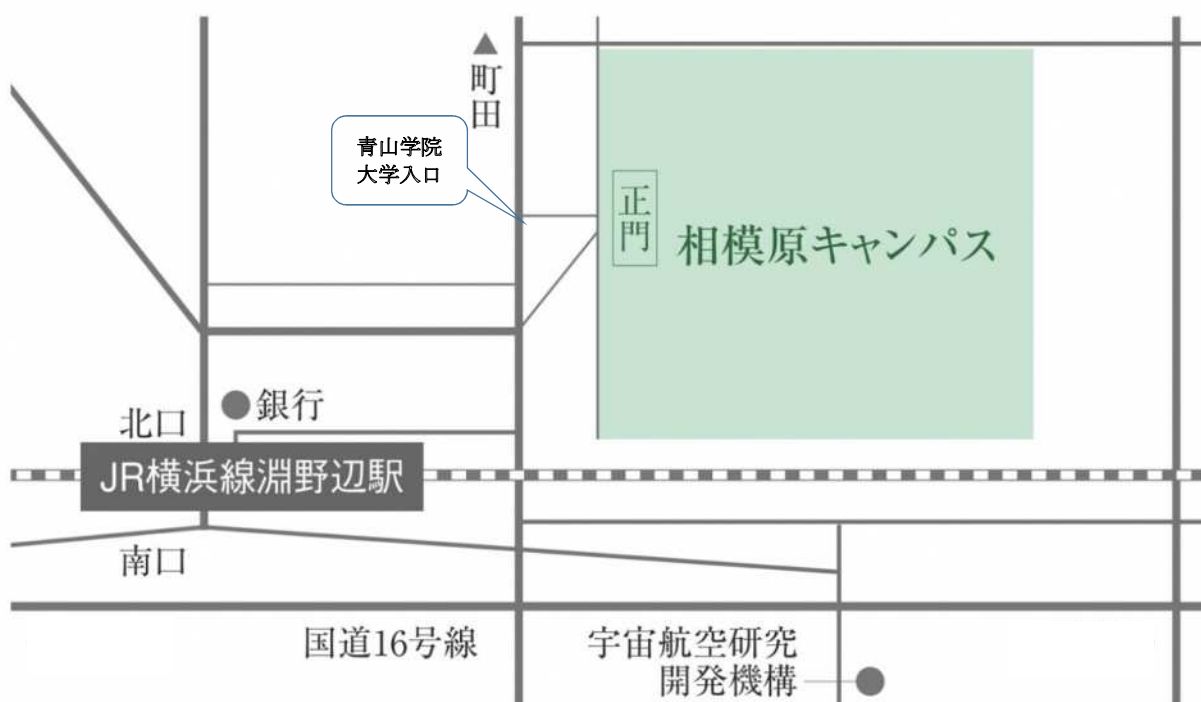 ▲
町田
青山学院
大学入口
正門
相模原キャンパス
銀行
北口
JR横浜線淵野辺駅
南口
国道16号線
宇宙航空研究
開発機構